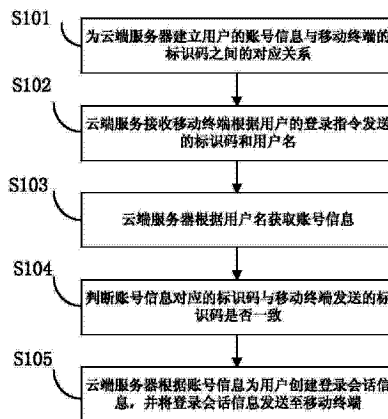 S101
为云端服务器建立用户的账号信息与移动终端的
标识码之间的对应关系
S102
云端服务接收移动终端根据用户的登录指令发送
的标识码和用户名
S103
云端服务器根据用户名获取账号信息
S104
判断账号信息对应的标识码与移动终端发送的标
识码是否一致
S105
云端服务器根据账号信息为用户创建登录会话信
息，并将登录会话信息发送至移动终端